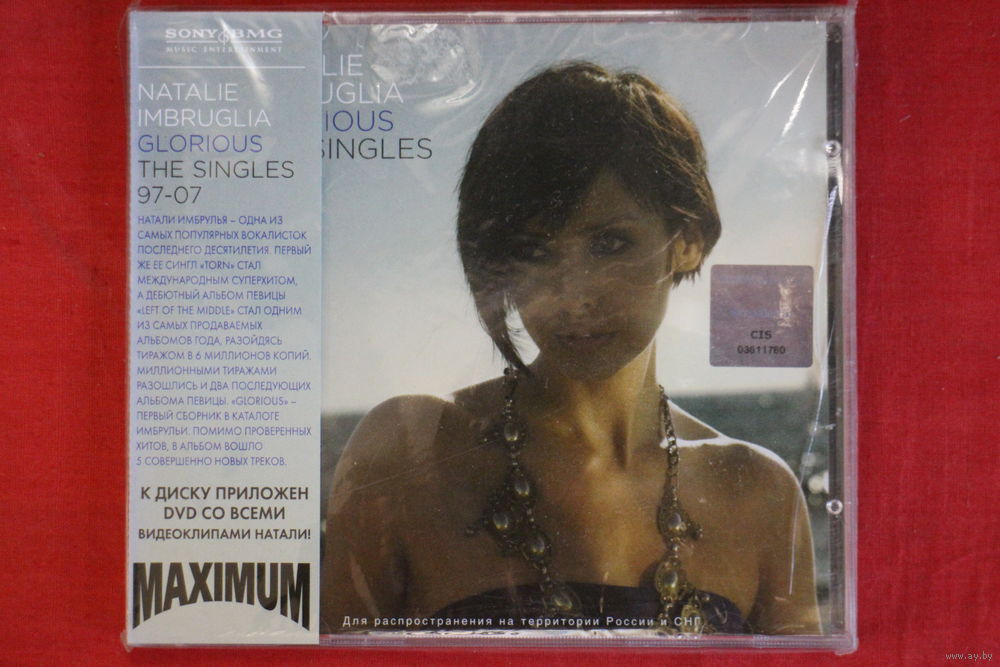 SONY BMG
MUSIC ENTERTAINMENT
NATALIE
IMBRUGLIA
GLORIOUS
THE SINGLES
97-07
НАТАЛИ ИМБРУЛЬЯ – ОДНА ИЗ
САМЫХ ПОПУЛЯРНЫХ ВОКАЛИСТОК
ПОСЛЕДНЕГО ДЕСЯТИЛЕТИЯ. ПЕРВЫЙ
ЖЕ ЕЕ СИНГЛ «TORN» СТАЛ
МЕЖДУНАРОДНЫМ СУПЕРХИТОМ,
А ДЕБЮТНЫЙ АЛЬБОМ ПЕВИЦЫ
«LEFT OF THE MIDDLE» СТАЛ ОДНИМ
ИЗ САМЫХ ПРОДАВАЕМЫХ
АЛЬБОМОВ ГОДА, РАЗОЙДЯСЬ
ТИРАЖОМ В 6 МИЛЛИОНОВ КОПИЙ.
МИЛЛИОННЫМИ ТИРАЖАМИ
РАЗОШЛИСЬ И ДВА ПОСЛЕДУЮЩИХ
АЛЬБОМА ПЕВИЦЫ. «GLORIOUS» –
ПЕРВЫЙ СБОРНИК В КАТАЛОГЕ
ИМБРУЛЬИ. ПОМИМО ПРОВЕРЕННЫХ
ХИТОВ, В АЛЬБОМ ВОШЛО
5 СОВЕРШЕННО НОВЫХ ТРЕКОВ.
К ДИСКУ ПРИЛОЖЕН
DVD СО ВСЕМИ
ВИДЕОКЛИПАМИ НАТАЛИ!
MAXIMUM
LIE
UGLIA
IOUS
SINGLES
CIS
03611760
Для распространения на территории России и СНГ
www.ay.by